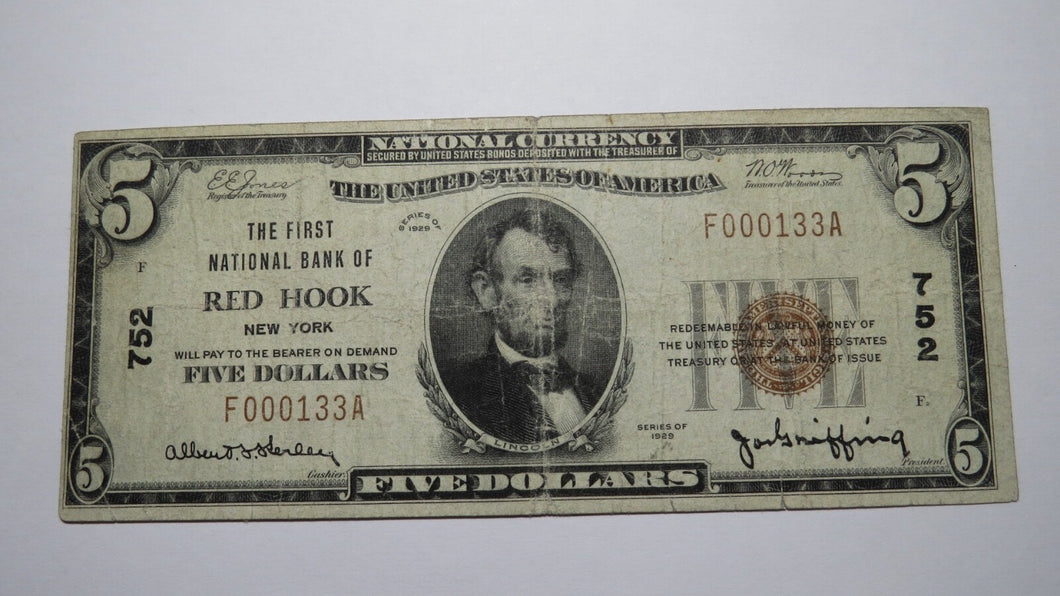 NATIONAL CURRENCY
SECURED BY UNITED STATES BONDS DEPOSITED WITH THE TREASURER OF
THE UNITED STATES OF AMERICA
5
5
E.E. Jones
Register of the Treasury
W.O. Woods
Treasurer of the United States
SERIES OF
1929
THE FIRST
NATIONAL BANK OF
RED HOOK
NEW YORK
WILL PAY TO THE BEARER ON DEMAND
FIVE DOLLARS
F000133A
F
752
F000133A
FIVE
REDEEMABLE IN LAWFUL MONEY OF
THE UNITED STATES AT UNITED STATES
TREASURY OR AT THE BANK OF ISSUE
752
F
SERIES OF
1929
LINCOLN
Cashier
President
5
5
FIVE DOLLARS